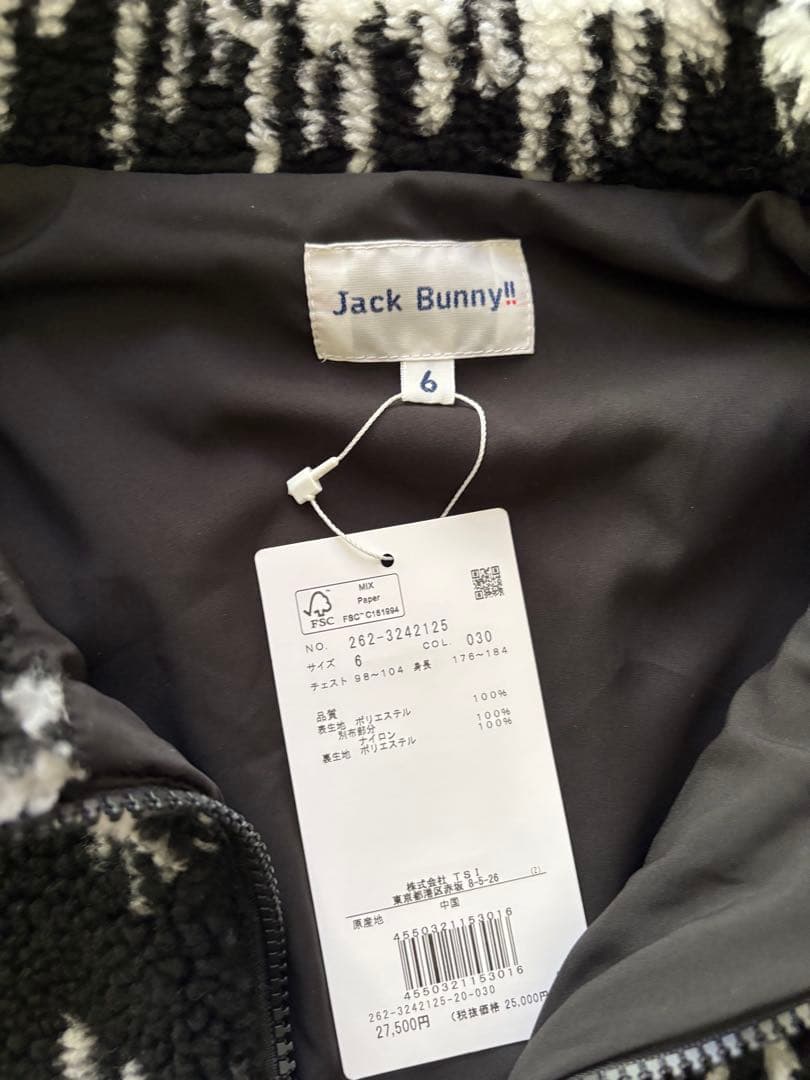 Jack Bunny!!
6
MIX
Paper
FSC™ C151994
FSC
NO. 262-3242125
サイズ 6 COL. 030
チェスト 98~104 身長 176~184
品質
表生地 ポリエステル 100%
別布部分
ナイロン 100%
裏生地 ポリエステル 100%
株式会社 TSI
東京都港区赤坂 8-5-26 (2)
原産地 中国
4550321153016
4550321153016
262-3242125-20-030
27,500円 (税抜価格 25,000円